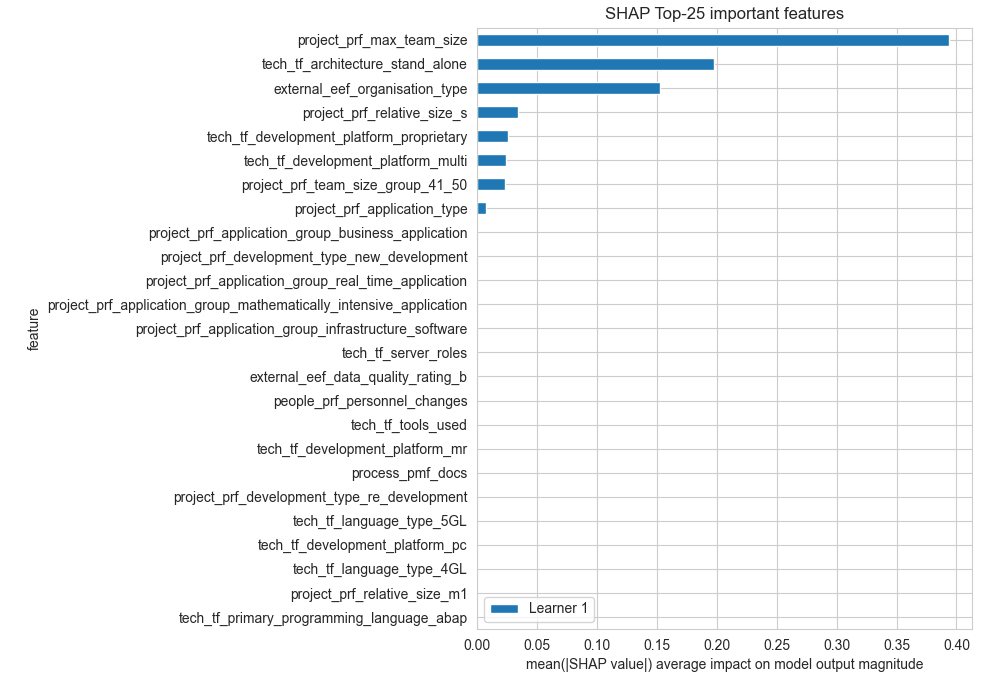 SHAP Top-25 important features
project_prf_max_team_size
tech_tf_architecture_stand_alone
external_eef_organisation_type
project_prf_relative_size_s
tech_tf_development_platform_proprietary
tech_tf_development_platform_multi
project_prf_team_size_group_41_50
project_prf_application_type
project_prf_application_group_business_application
project_prf_development_type_new_development
project_prf_application_group_real_time_application
project_prf_application_group_mathematically_intensive_application
project_prf_application_group_infrastructure_software
tech_tf_server_roles
external_eef_data_quality_rating_b
people_prf_personnel_changes
tech_tf_tools_used
tech_tf_development_platform_mr
process_pmf_docs
project_prf_development_type_re_development
tech_tf_language_type_5GL
tech_tf_development_platform_pc
tech_tf_language_type_4GL
project_prf_relative_size_m1
tech_tf_primary_programming_language_abap
feature
Learner 1
0.00 0.05 0.10 0.15 0.20 0.25 0.30 0.35 0.40
mean(|SHAP value|) average impact on model output magnitude